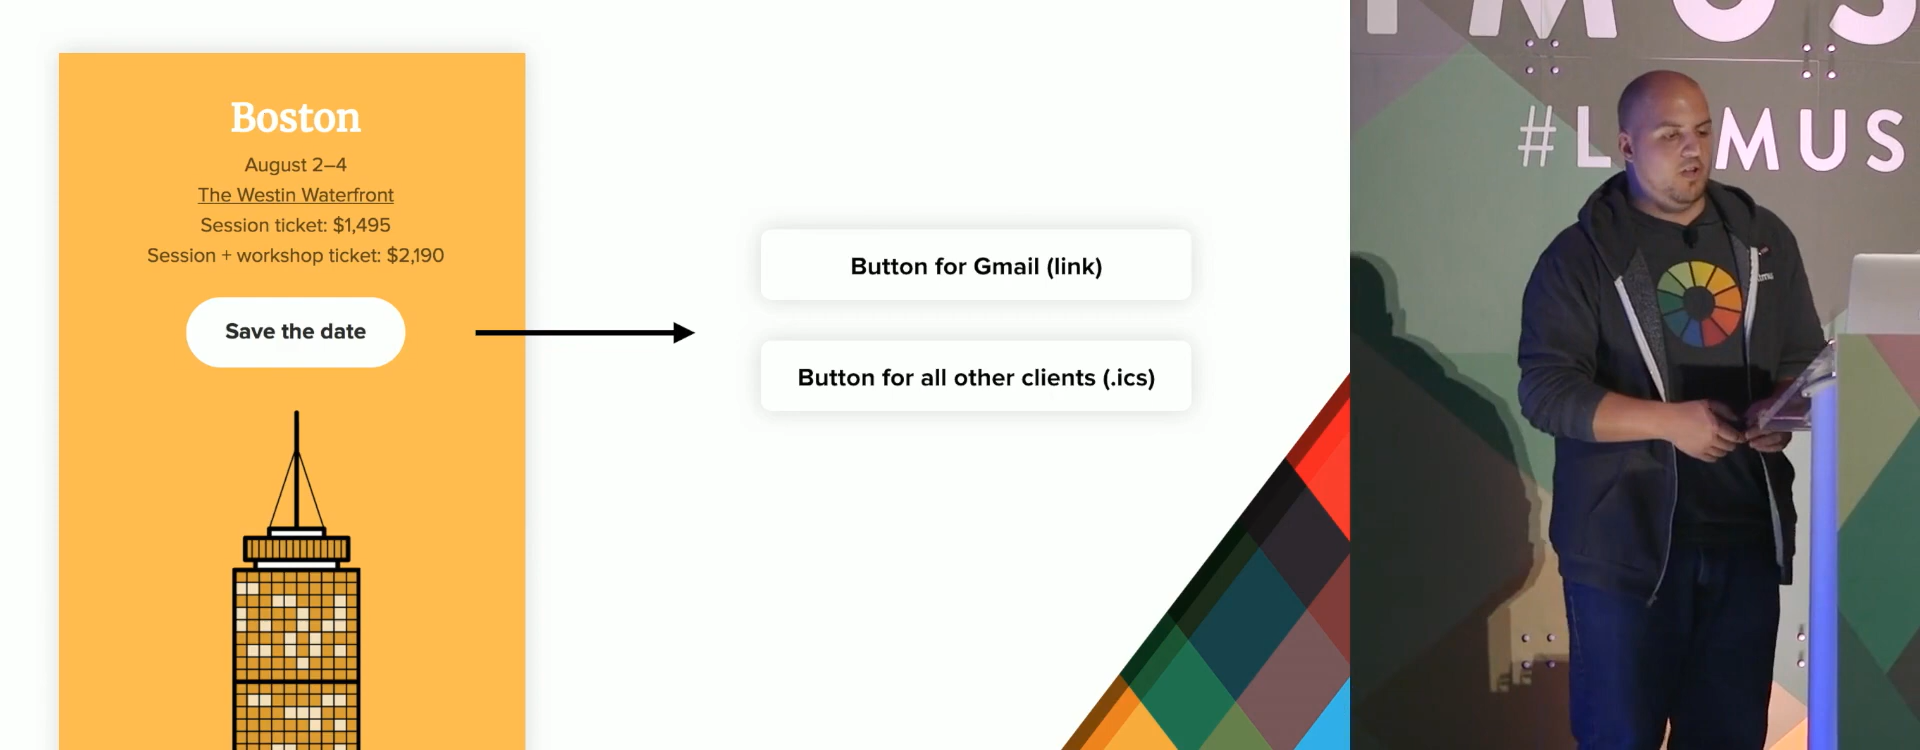 Boston
August 2–4
The Westin Waterfront
Session ticket: $1,495
Session + workshop ticket: $2,190
Save the date
Button for Gmail (link)
Button for all other clients (.ics)
MUS
#L MUS